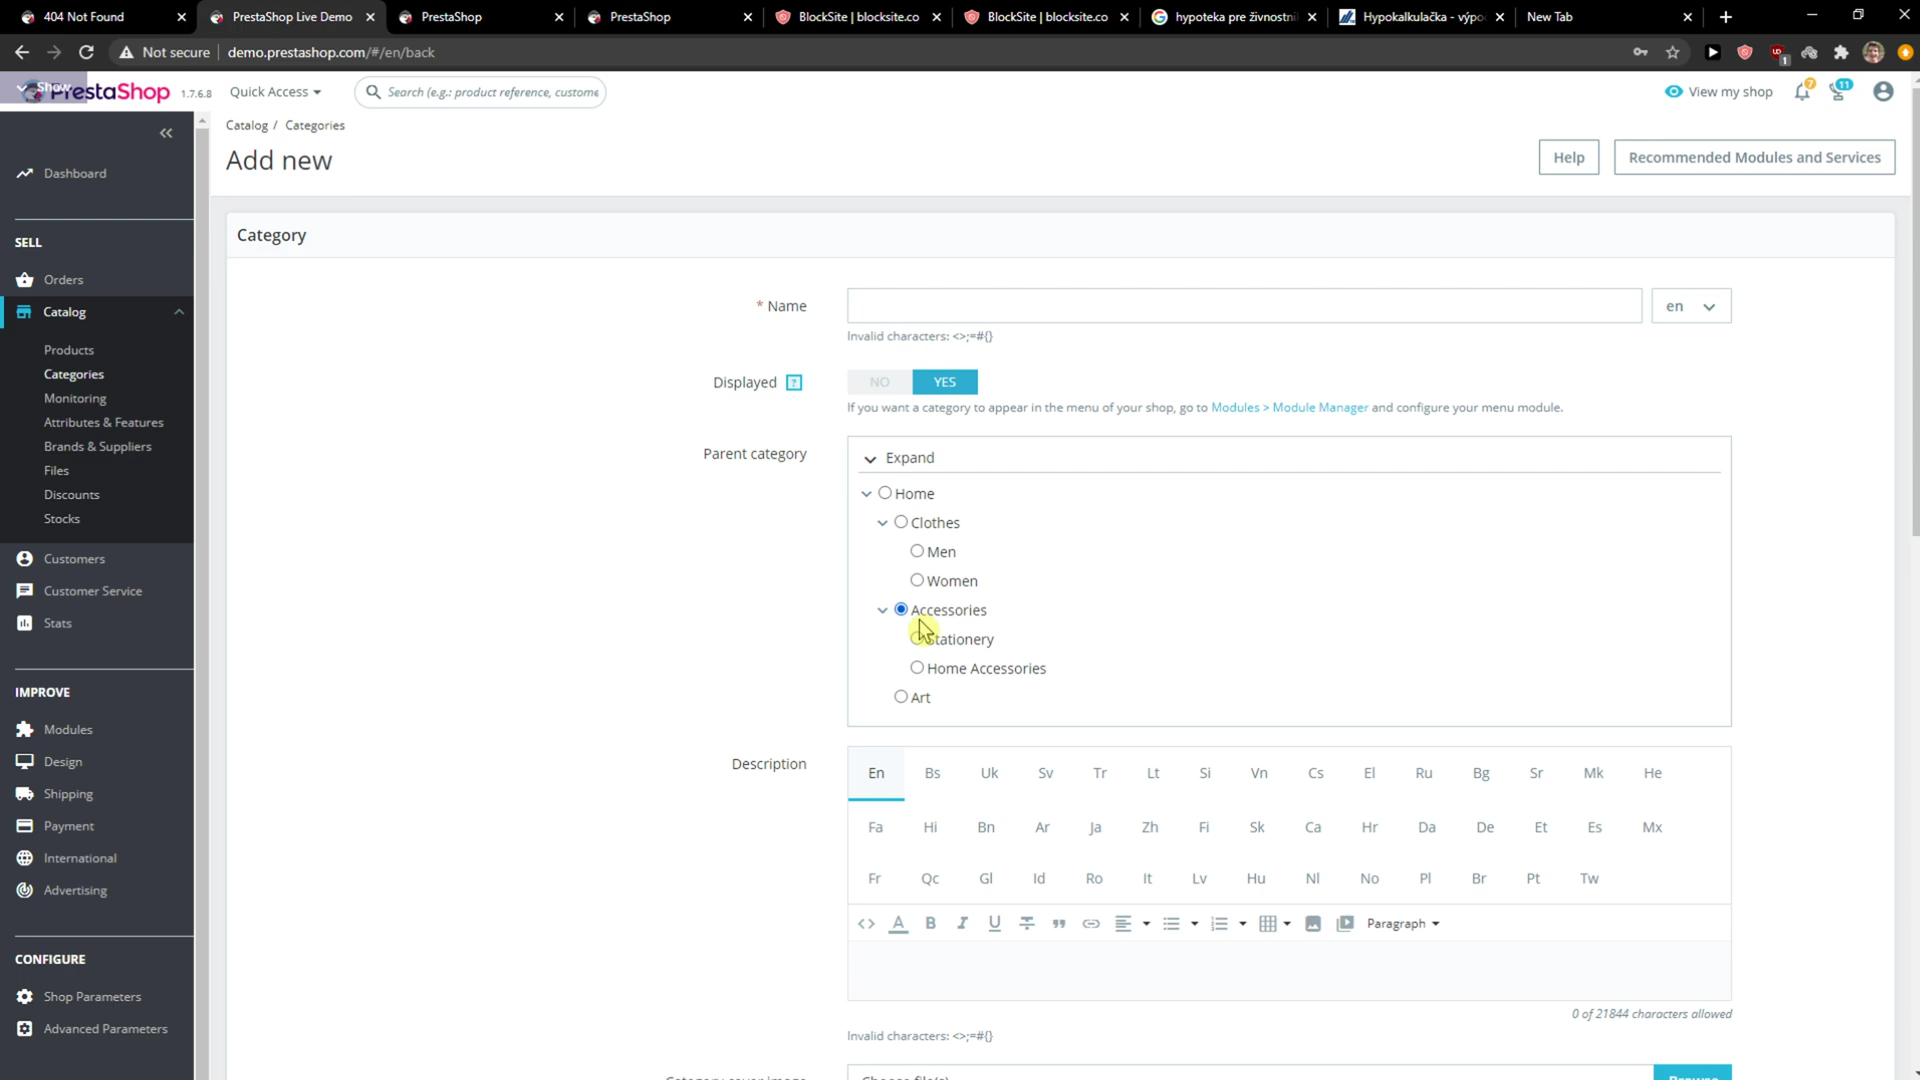 404 Not Found
PrestaShop Live Demo
PrestaShop
PrestaShop
BlockSite | blocksite.co
BlockSite | blocksite.co
hypoteka pre živnostní
Hypokalkulačka - výpo
New Tab
Not secure
demo.prestashop.com/#/en/back
Show
PrestaShop
1.7.6.8
Quick Access
Search (e.g.: product reference, custome
View my shop
7
11
1
Catalog / Categories
Add new
Help
Recommended Modules and Services
Dashboard
SELL
Orders
Catalog
Products
Categories
Monitoring
Attributes & Features
Brands & Suppliers
Files
Discounts
Stocks
Customers
Customer Service
Stats
IMPROVE
Modules
Design
Shipping
Payment
International
Advertising
CONFIGURE
Shop Parameters
Advanced Parameters
Category
* Name
en
Invalid characters: <>;=#{}
Displayed ?
NO YES
If you want a category to appear in the menu of your shop, go to Modules > Module Manager and configure your menu module.
Parent category
Expand
Home
Clothes
Men
Women
Accessories
Stationery
Home Accessories
Art
Description
En Bs Uk Sv Tr Lt Si Vn Cs El Ru Bg Sr Mk He
Fa Hi Bn Ar Ja Zh Fi Sk Ca Hr Da De Et Es Mx
Fr Qc Gl Id Ro It Lv Hu Nl No Pl Br Pt Tw
Paragraph
0 of 21844 characters allowed
Invalid characters: <>;=#{}
Category cover image
Choose file(s)
Browse